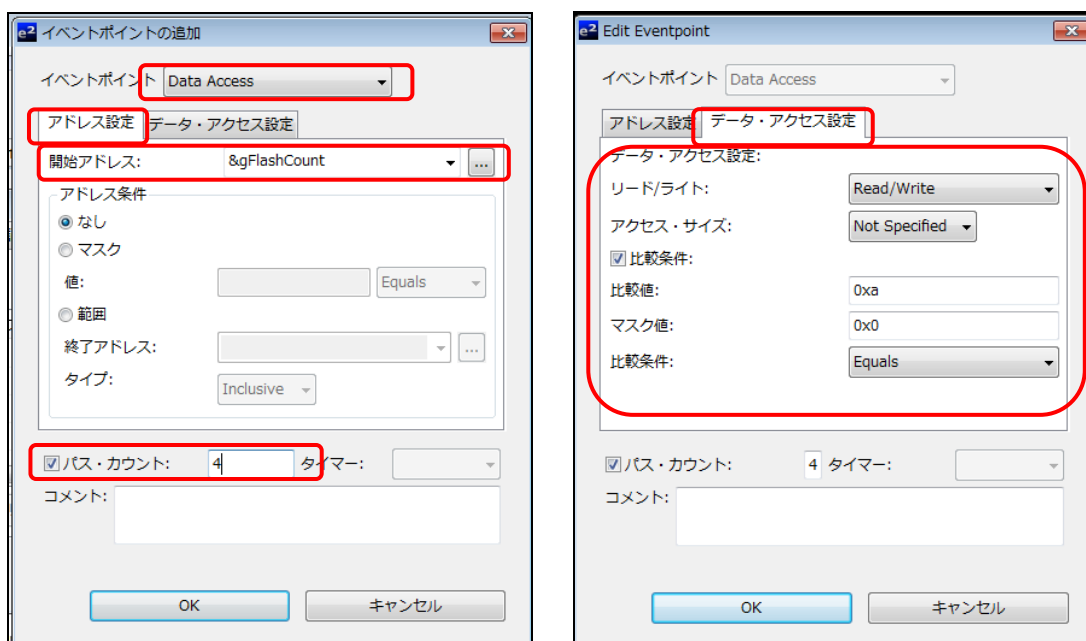 e² イベントポイントの追加
イベントポイント Data Access
アドレス設定 データ・アクセス設定
開始アドレス: &gFlashCount ...
アドレス条件
なし
マスク
値: Equals
範囲
終了アドレス: ...
タイプ: Inclusive
パス・カウント: 4 タイマー:
コメント:
OK キャンセル
e² Edit Eventpoint
イベントポイント Data Access
アドレス設定 データ・アクセス設定
データ・アクセス設定:
リード/ライト: Read/Write
アクセス・サイズ: Not Specified
比較条件:
比較値: 0xa
マスク値: 0x0
比較条件: Equals
パス・カウント: 4 タイマー:
コメント:
OK キャンセル